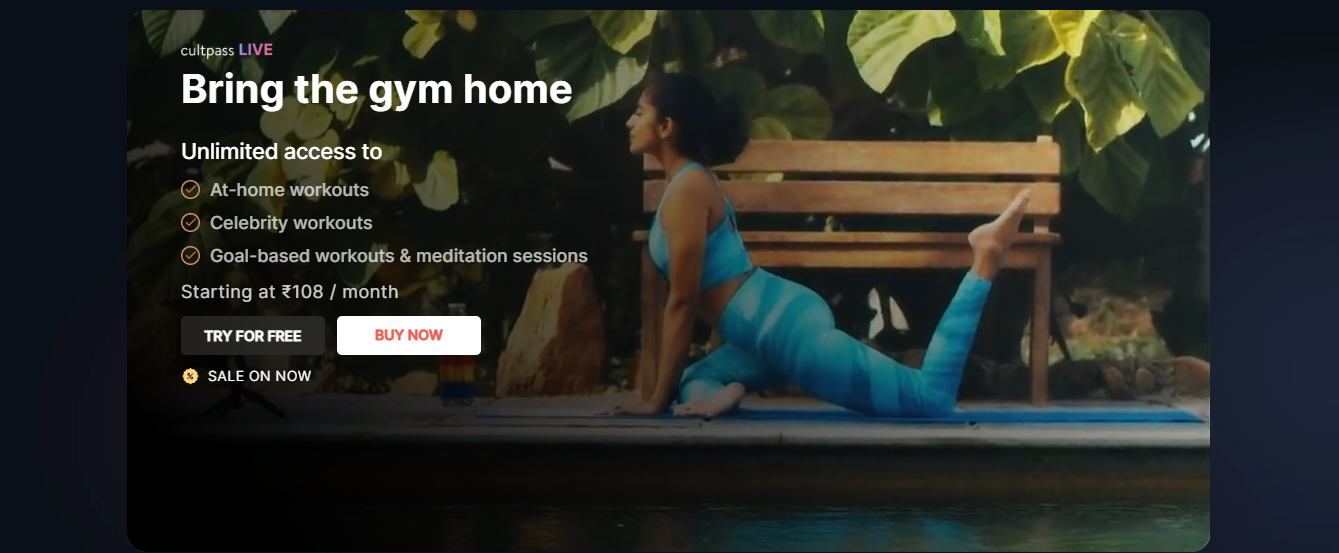 cultpass LIVE
Bring the gym home
Unlimited access to
At-home workouts
Celebrity workouts
Goal-based workouts & meditation sessions
Starting at ₹108 / month
TRY FOR FREE
BUY NOW
SALE ON NOW